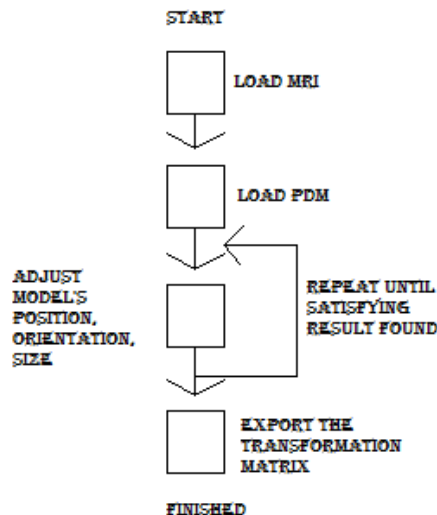 START
LOAD MRI
LOAD PDM
ADJUST
MODEL'S
POSITION,
ORIENTATION,
SIZE
REPEAT UNTIL
SATISFYING
RESULT FOUND
EXPORT THE
TRANSFORMATION
MATRIX
FINISHED